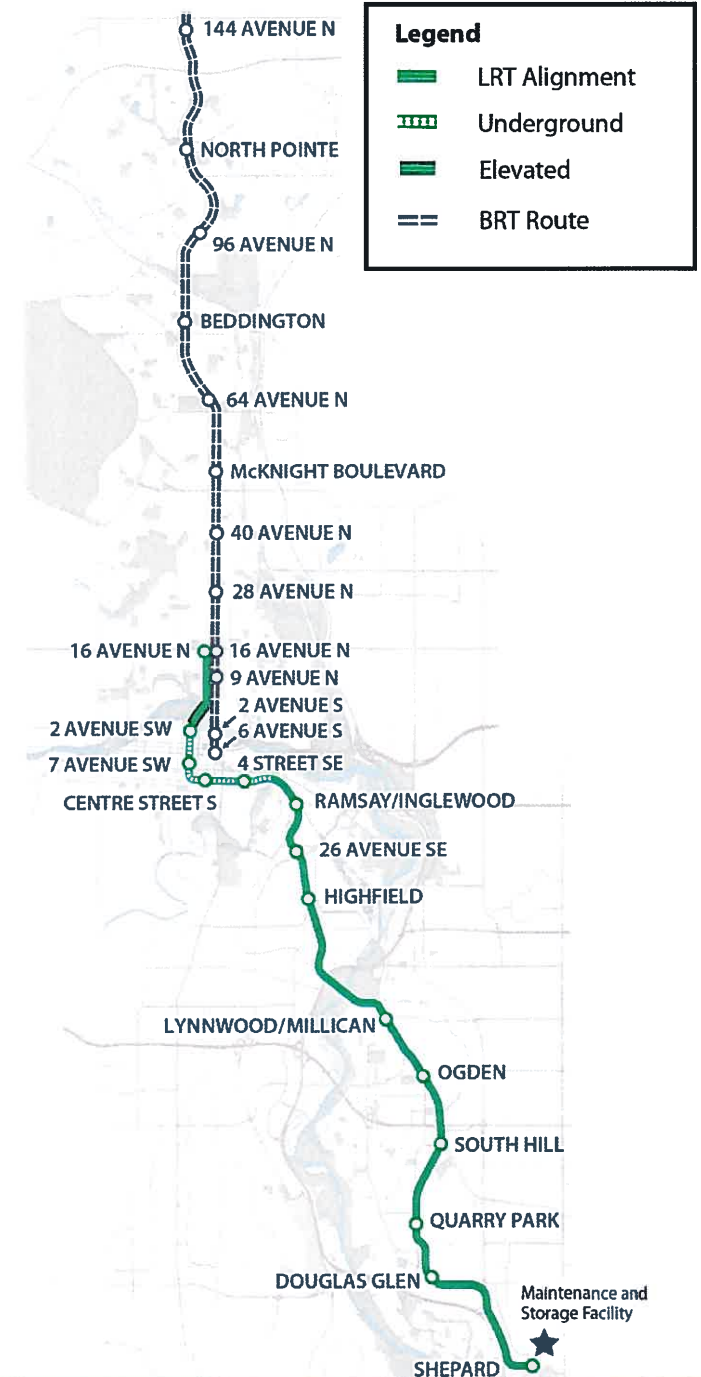 144 AVENUE N
Legend
LRT Alignment
Underground
Elevated
BRT Route
NORTH POINTE
96 AVENUE N
BEDDINGTON
64 AVENUE N
McKNIGHT BOULEVARD
40 AVENUE N
28 AVENUE N
16 AVENUE N
16 AVENUE N
9 AVENUE N
2 AVENUE S
2 AVENUE SW
6 AVENUE S
7 AVENUE SW
4 STREET SE
CENTRE STREET S
RAMSAY/INGLEWOOD
26 AVENUE SE
HIGHFIELD
LYNNWOOD/MILLICAN
OGDEN
SOUTH HILL
QUARRY PARK
DOUGLAS GLEN
Maintenance and
Storage Facility
SHEPARD